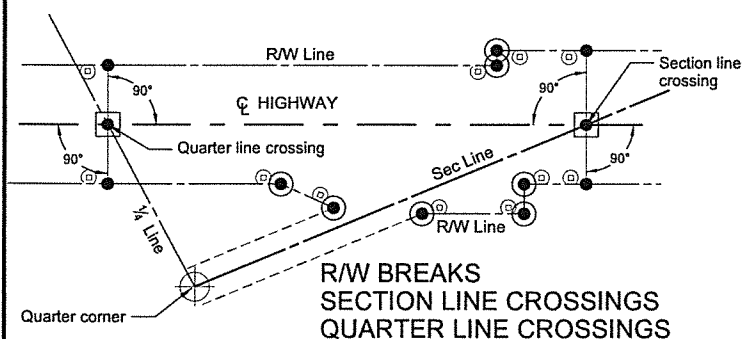 R/W Line
Section line
crossing
90°
90°
℄ HIGHWAY
Quarter line crossing
90°
90°
Sec Line
¼ Line
R/W Line
Quarter corner
R/W BREAKS
SECTION LINE CROSSINGS
QUARTER LINE CROSSINGS